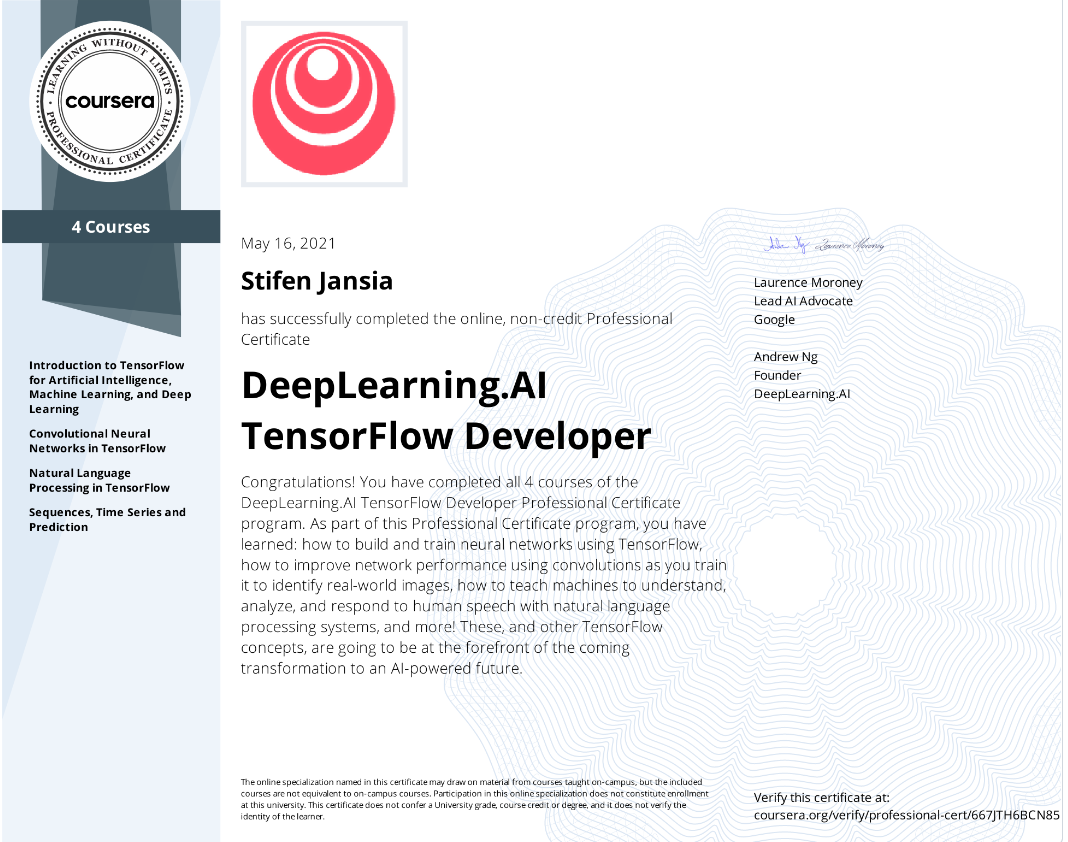 LEARNING WITHOUT LIMITS
coursera
PROFESSIONAL CERTIFICATE
4 Courses
Introduction to TensorFlow
for Artificial Intelligence,
Machine Learning, and Deep
Learning
Convolutional Neural
Networks in TensorFlow
Natural Language
Processing in TensorFlow
Sequences, Time Series and
Prediction
May 16, 2021
Stifen Jansia
has successfully completed the online, non-credit Professional
Certificate
DeepLearning.AI
TensorFlow Developer
Congratulations! You have completed all 4 courses of the
DeepLearning.AI TensorFlow Developer Professional Certificate
program. As part of this Professional Certificate program, you have
learned: how to build and train neural networks using TensorFlow,
how to improve network performance using convolutions as you train
it to identify real-world images, how to teach machines to understand,
analyze, and respond to human speech with natural language
processing systems, and more! These, and other TensorFlow
concepts, are going to be at the forefront of the coming
transformation to an AI-powered future.
The online specialization named in this certificate may draw on material from courses taught on-campus, but the included
courses are not equivalent to on-campus courses. Participation in this online specialization does not constitute enrollment
at this university. This certificate does not confer a University grade, course credit or degree, and it does not verify the
identity of the learner.
Laurence Moroney
Laurence Moroney
Lead AI Advocate
Google
Andrew Ng
Founder
DeepLearning.AI
Verify this certificate at:
coursera.org/verify/professional-cert/667JTH6BCN85